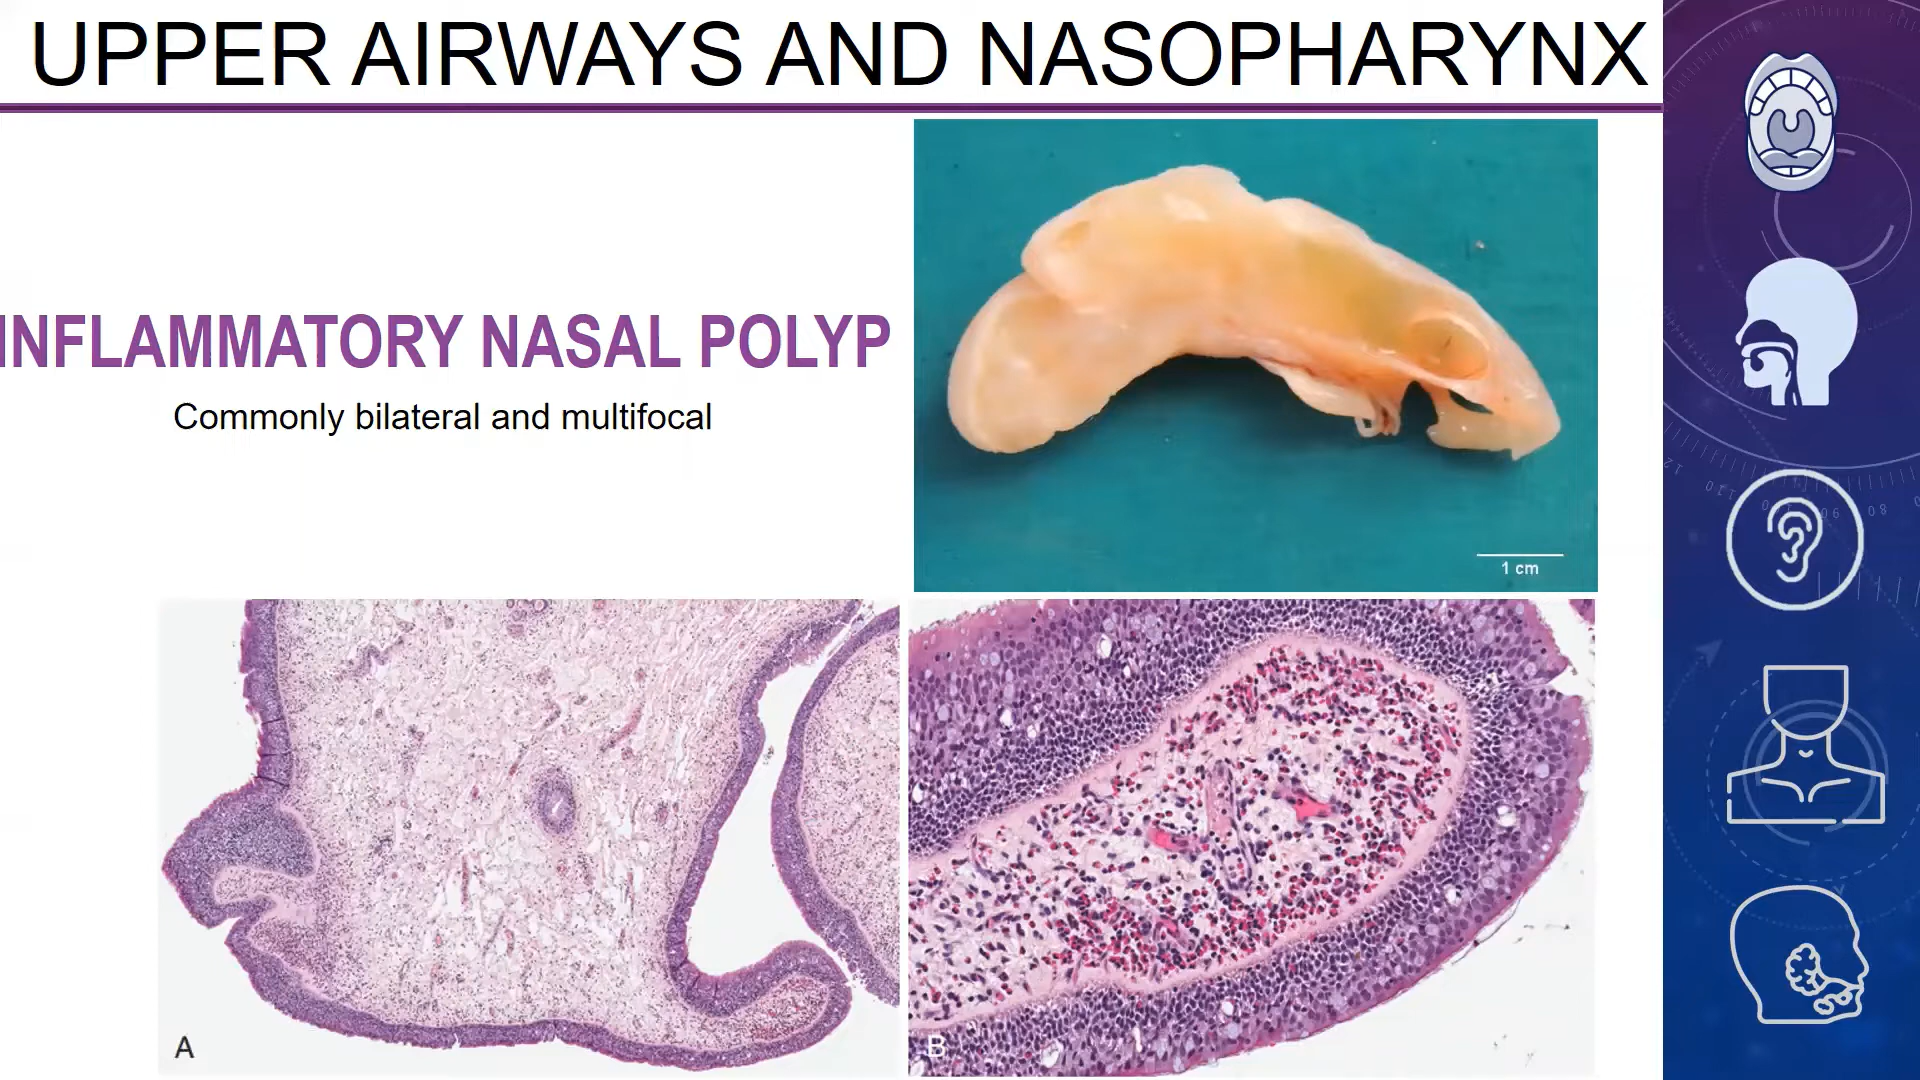 UPPER AIRWAYS AND NASOPHARYNX
INFLAMMATORY NASAL POLYP
Commonly bilateral and multifocal
1 cm
A
B